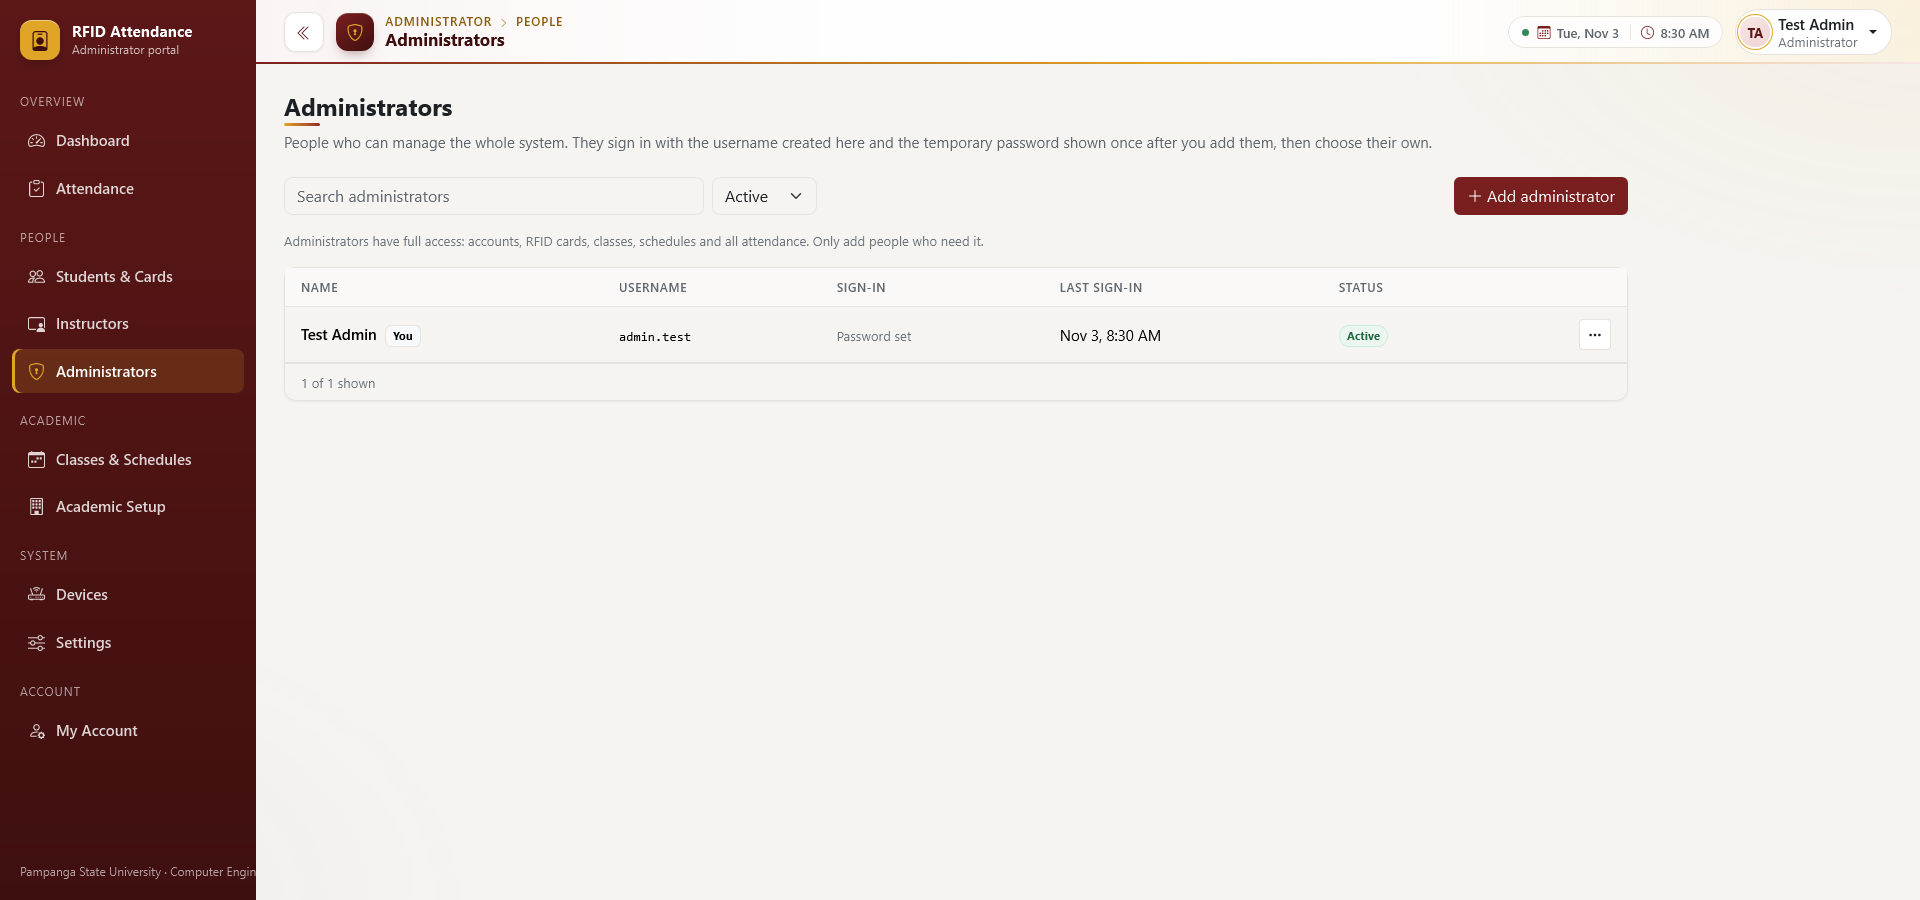 RFID Attendance
Administrator portal
OVERVIEW
Dashboard
Attendance
PEOPLE
Students & Cards
Instructors
Administrators
ACADEMIC
Classes & Schedules
Academic Setup
SYSTEM
Devices
Settings
ACCOUNT
My Account
Pampanga State University · Computer Engin
ADMINISTRATOR > PEOPLE
Administrators
Tue, Nov 3
8:30 AM
TA
Test Admin
Administrator
Administrators
People who can manage the whole system. They sign in with the username created here and the temporary password shown once after you add them, then choose their own.
Search administrators
Active
+ Add administrator
Administrators have full access: accounts, RFID cards, classes, schedules and all attendance. Only add people who need it.
NAME USERNAME SIGN-IN LAST SIGN-IN STATUS
Test Admin You admin.test Password set Nov 3, 8:30 AM Active
1 of 1 shown